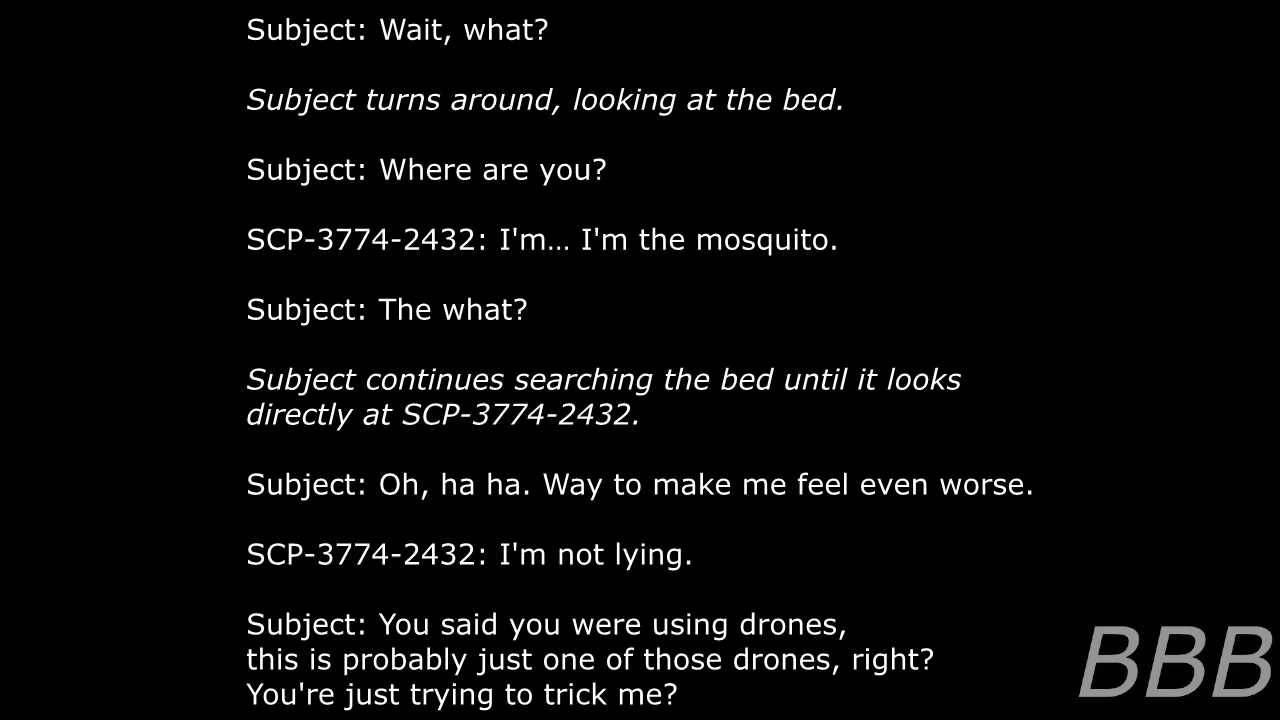 Subject: Wait, what?
Subject turns around, looking at the bed.
Subject: Where are you?
SCP-3774-2432: I'm… I'm the mosquito.
Subject: The what?
Subject continues searching the bed until it looks
directly at SCP-3774-2432.
Subject: Oh, ha ha. Way to make me feel even worse.
SCP-3774-2432: I'm not lying.
Subject: You said you were using drones,
this is probably just one of those drones, right?
You're just trying to trick me?
BBB